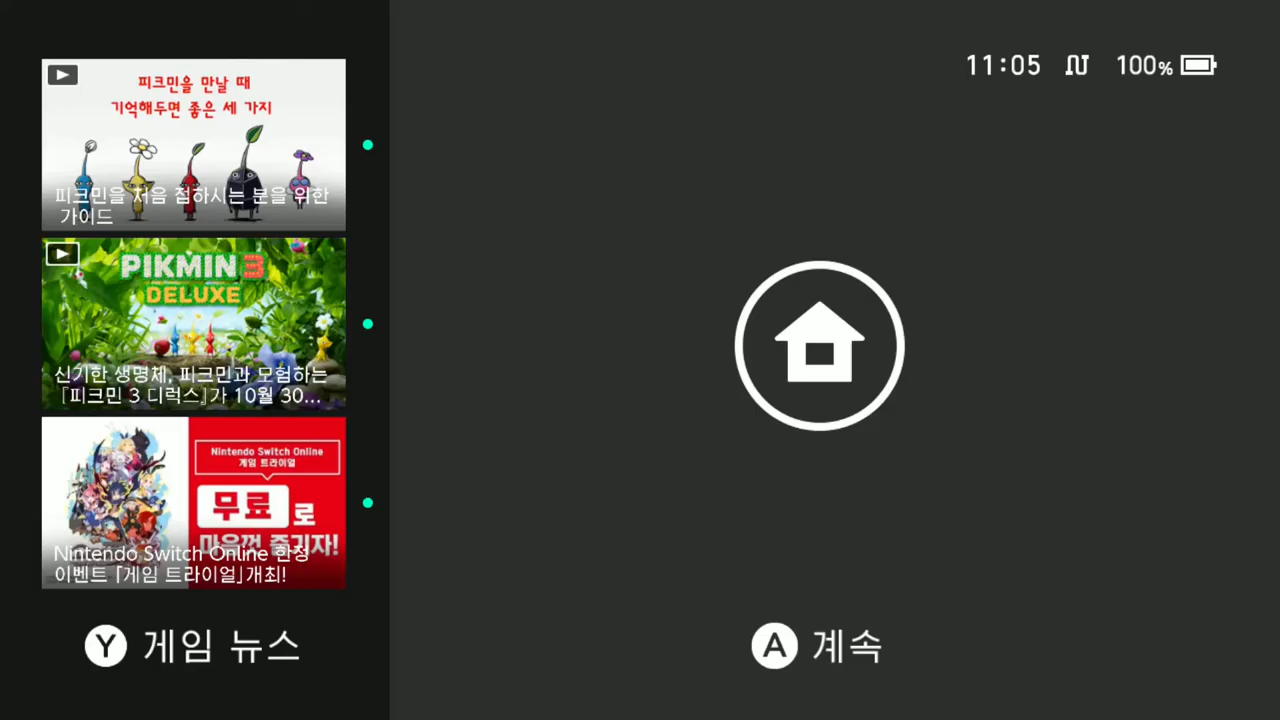 피크민을 만날 때
기억해두면 좋은 세 가지
피크민을 처음 접하시는 분을 위한
가이드
PIKMIN 3
DELUXE
신기한 생명체, 피크민과 모험하는
『피크민 3 디럭스』가 10월 30...
Nintendo Switch Online
게임 트라이얼
무료로
마음껏 즐기자!
Nintendo Switch Online 한정
이벤트 「게임 트라이얼」개최!
Y 게임 뉴스
11:05 100%
A 계속